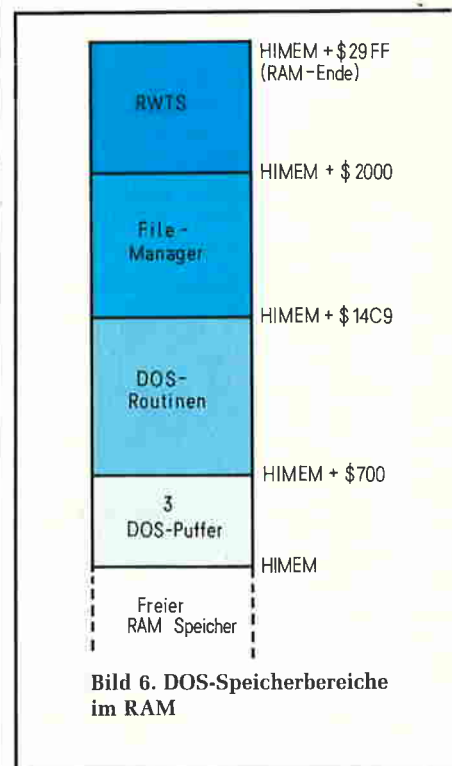 HIMEM + $29FF
(RAM-Ende)
RWTS
HIMEM + $2000
File-
Manager
HIMEM + $14C9
DOS-
Routinen
HIMEM + $700
3
DOS-Puffer
HIMEM
Freier
RAM Speicher
Bild 6. DOS-Speicherbereiche
im RAM